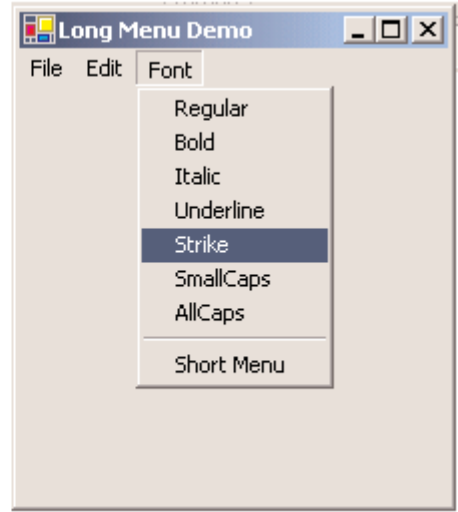 Long Menu Demo
File Edit Font
Regular
Bold
Italic
Underline
Strike
SmallCaps
AllCaps
Short Menu